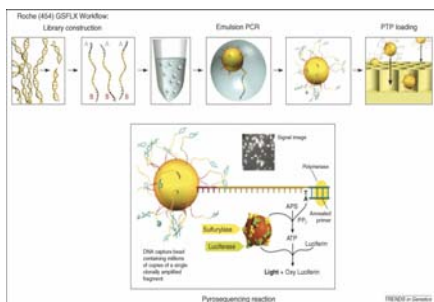 Roche (454) GSFLX Workflow:
Library construction
Emulsion PCR
PTP loading
A A A
B B B
Signal image
Polymerase
Annealed
primer
APS
PPi
Sulfurylase
Luciferase
ATP
Luciferin
Light + Oxy Luciferin
DNA capture bead
containing millions
of copies of a single
clonally amplified
fragment
Pyrosequencing reaction
TRENDS in Genetics